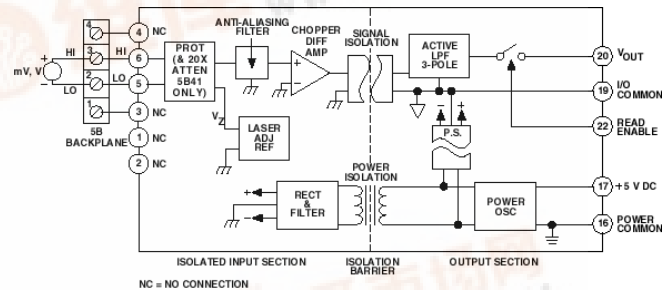 ANTI-ALIASING
FILTER
CHOPPER
DIFF
AMP
SIGNAL
ISOLATION
4
3
2
1
HI
LO
mV, V
+
−
5B
BACKPLANE
4 NC
6 HI
5 LO
3 NC
1 NC
2 NC
PROT
(& 20X
ATTEN
5B41
ONLY)
VZ
LASER
ADJ
REF
+
−
ACTIVE
LPF
3-POLE
− +
P.S.
20 VOUT
19 I/O
COMMON
22 READ
ENABLE
17 +5 V DC
16 POWER
COMMON
POWER
ISOLATION
+
−
RECT
&
FILTER
POWER
OSC
ISOLATED INPUT SECTION
ISOLATION
BARRIER
OUTPUT SECTION
NC = NO CONNECTION